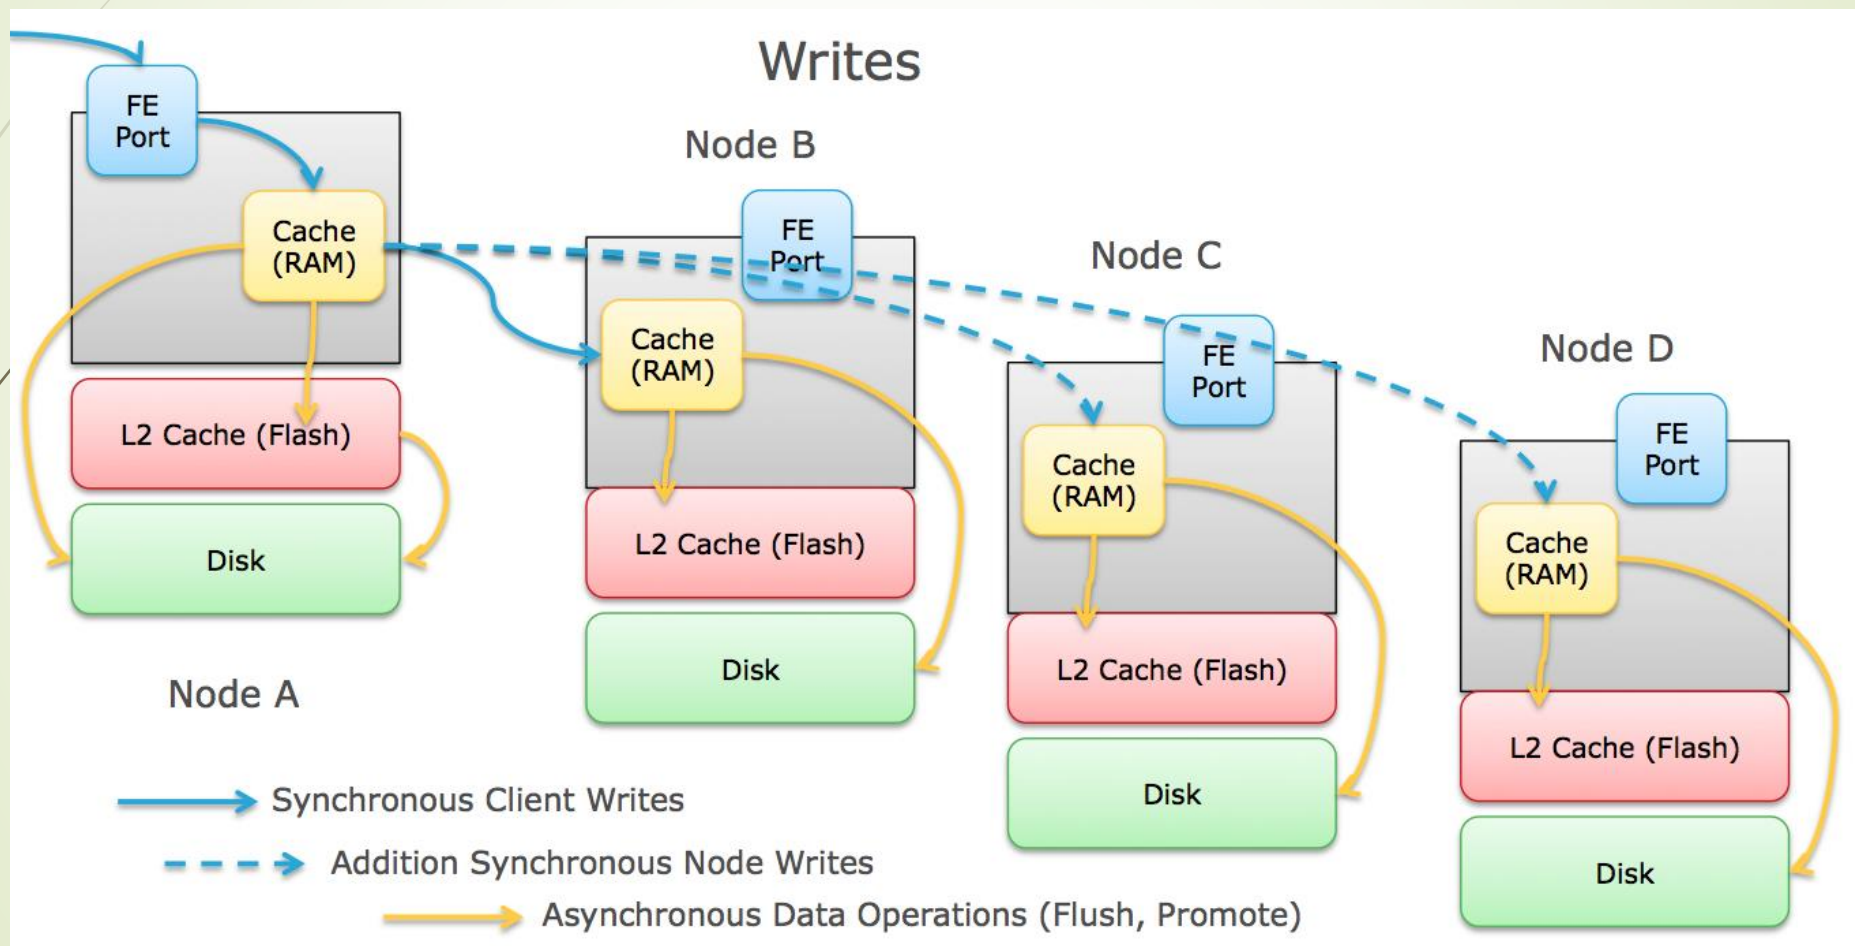 Writes
FE
Port
Cache
(RAM)
L2 Cache (Flash)
Disk
Node A
Node B
FE
Port
Cache
(RAM)
L2 Cache (Flash)
Disk
Node C
FE
Port
Cache
(RAM)
L2 Cache (Flash)
Disk
Node D
FE
Port
Cache
(RAM)
L2 Cache (Flash)
Disk
Synchronous Client Writes
Addition Synchronous Node Writes
Asynchronous Data Operations (Flush, Promote)